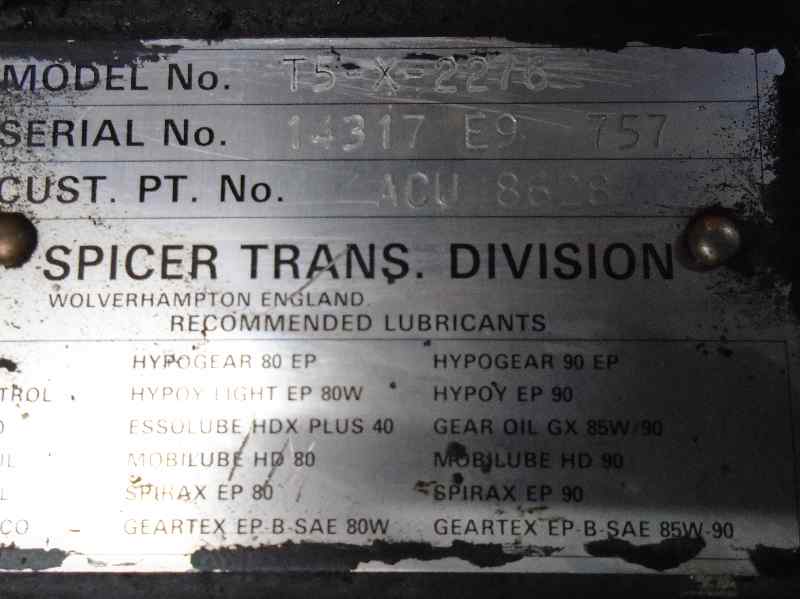 MODEL No. T5-X-2276
SERIAL No. 14317 E9 757
CUST. PT. No. ACU 8628
SPICER TRANS. DIVISION
WOLVERHAMPTON ENGLAND
RECOMMENDED LUBRICANTS
HYPOGEAR 80 EP HYPOGEAR 90 EP
TROL HYPOY LIGHT EP 80W HYPOY EP 90
O ESSOLUBE HDX PLUS 40 GEAR OIL GX 85W/90
MOBILUBE HD 80 MOBILUBE HD 90
L SPIRAX EP 80 SPIRAX EP 90
CO GEARTEX EP-B-SAE 80W GEARTEX EP-B-SAE 85W-90